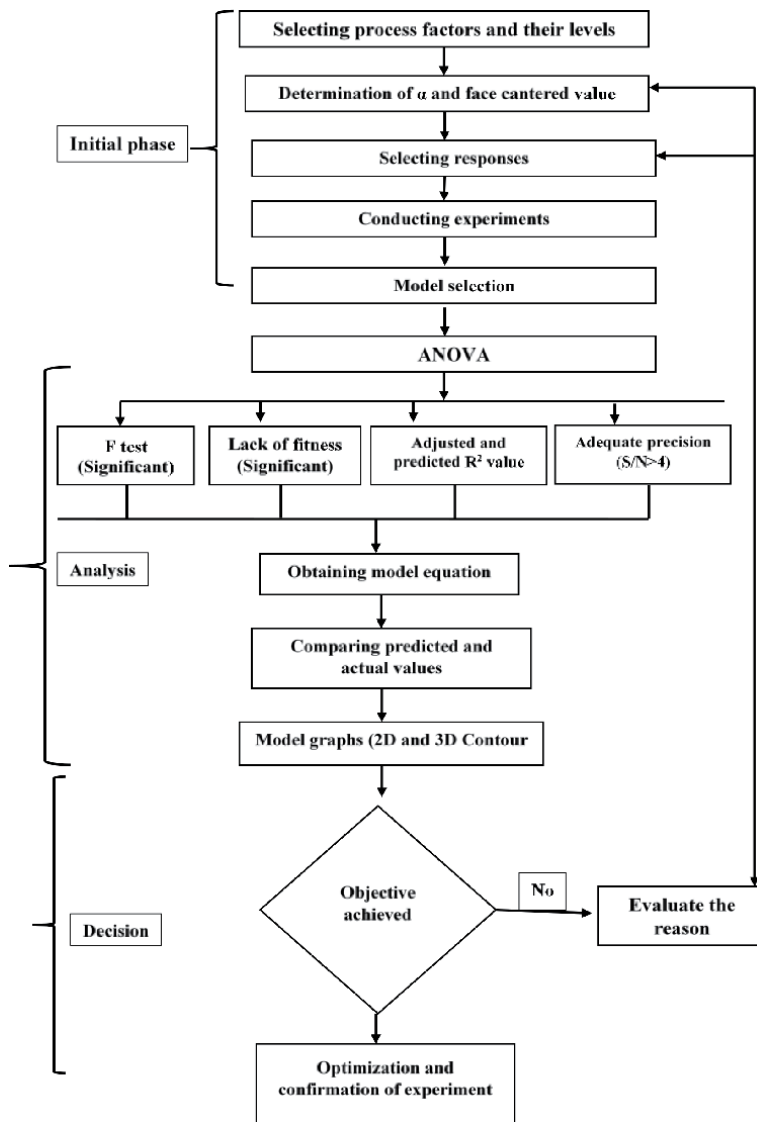 Selecting process factors and their levels
Determination of α and face cantered value
Initial phase
Selecting responses
Conducting experiments
Model selection
ANOVA
F test
(Significant)
Lack of fitness
(Significant)
Adjusted and
predicted R² value
Adequate precision
(S/N>4)
Analysis
Obtaining model equation
Comparing predicted and
actual values
Model graphs (2D and 3D Contour
Objective
achieved
No
Evaluate the
reason
Decision
Optimization and
confirmation of experiment